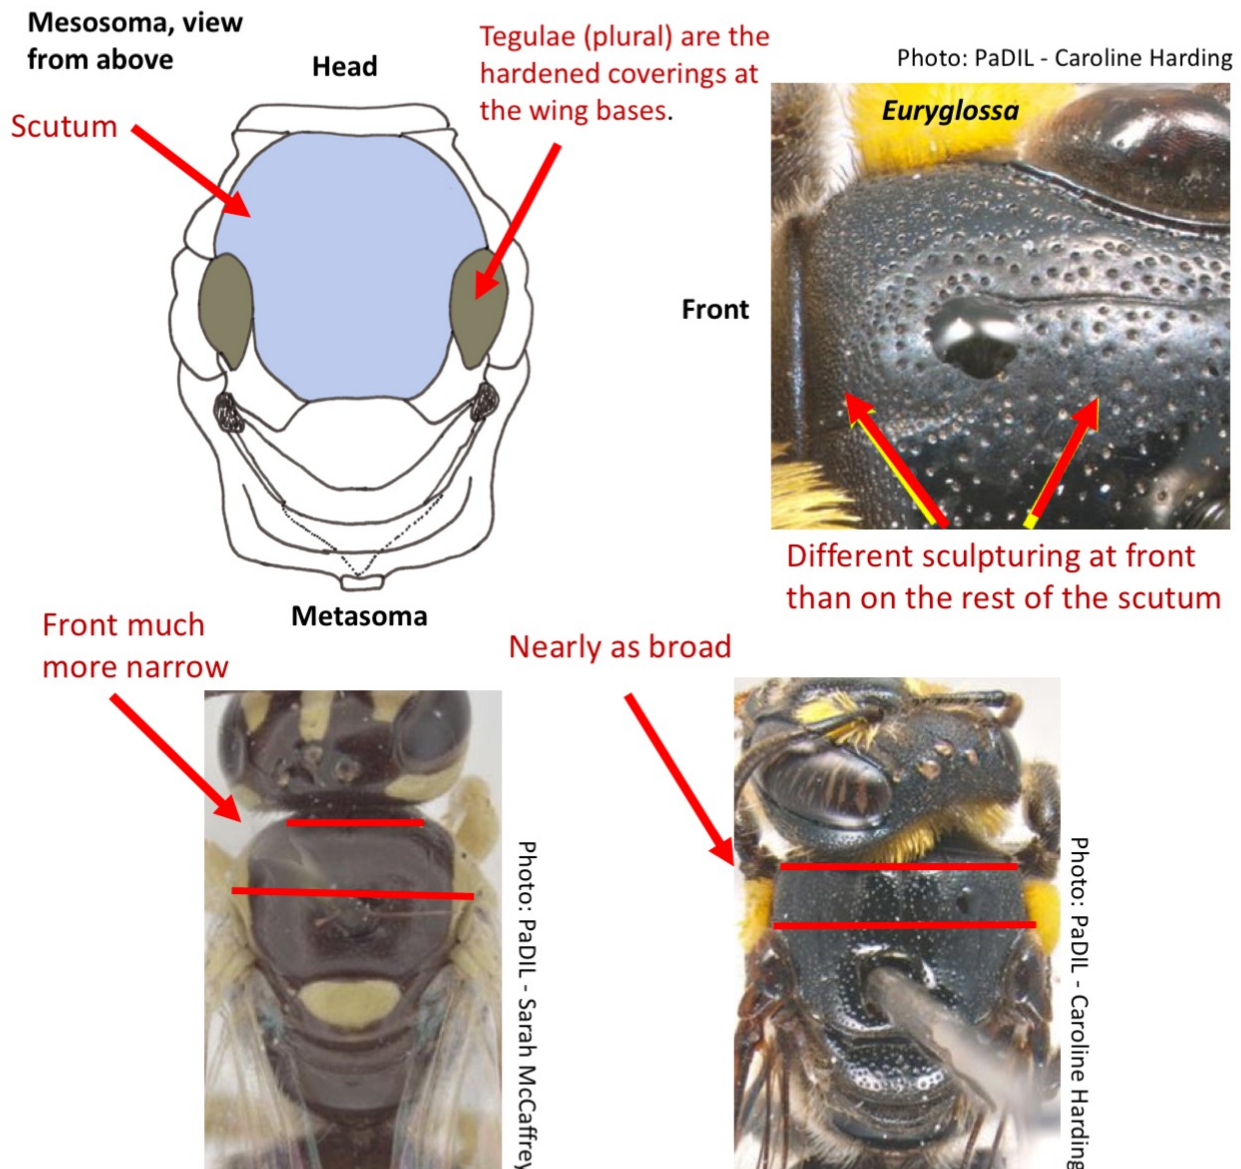 Mesosoma, view
from above
Head
Scutum
Tegulae (plural) are the
hardened coverings at
the wing bases.
Photo: PaDIL - Caroline Harding
Euryglossa
Front
Different sculpturing at front
than on the rest of the scutum
Metasoma
Front much
more narrow
Nearly as broad
Photo: PaDIL - Sarah McCaffrey
Photo: PaDIL - Caroline Harding